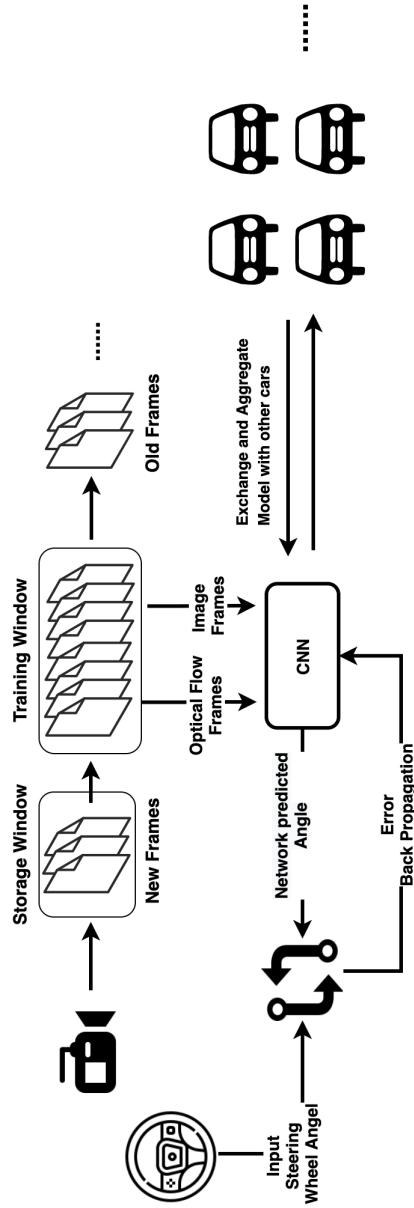 Storage Window
Training Window
New Frames
Old Frames
Optical Flow
Frames
Image
Frames
Input
Steering
Wheel Angel
Network predicted
Angle
CNN
Exchange and Aggregate
Model with other cars
Error
Back Propagation